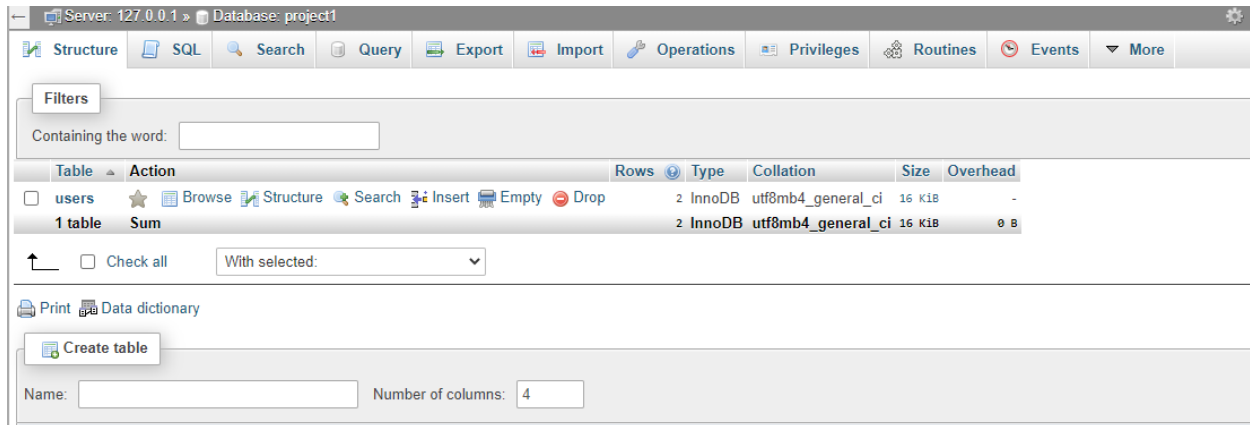 ← Server: 127.0.0.1 » Database: project1
Structure SQL Search Query Export Import Operations Privileges Routines Events More
Filters
Containing the word:
Table Action Rows Type Collation Size Overhead
users Browse Structure Search Insert Empty Drop 2 InnoDB utf8mb4_general_ci 16 KiB -
1 table Sum 2 InnoDB utf8mb4_general_ci 16 KiB 0 B
Check all With selected:
Print Data dictionary
Create table
Name: Number of columns: 4